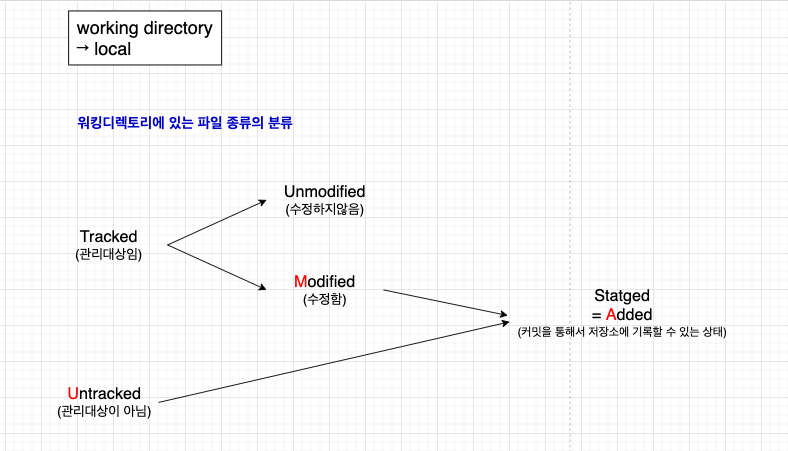 working directory
→ local
워킹디렉토리에 있는 파일 종류의 분류
Unmodified
(수정하지않음)
Tracked
(관리대상임)
Modified
(수정함)
Statged
= Added
(커밋을 통해서 저장소에 기록할 수 있는 상태)
Untracked
(관리대상이 아님)